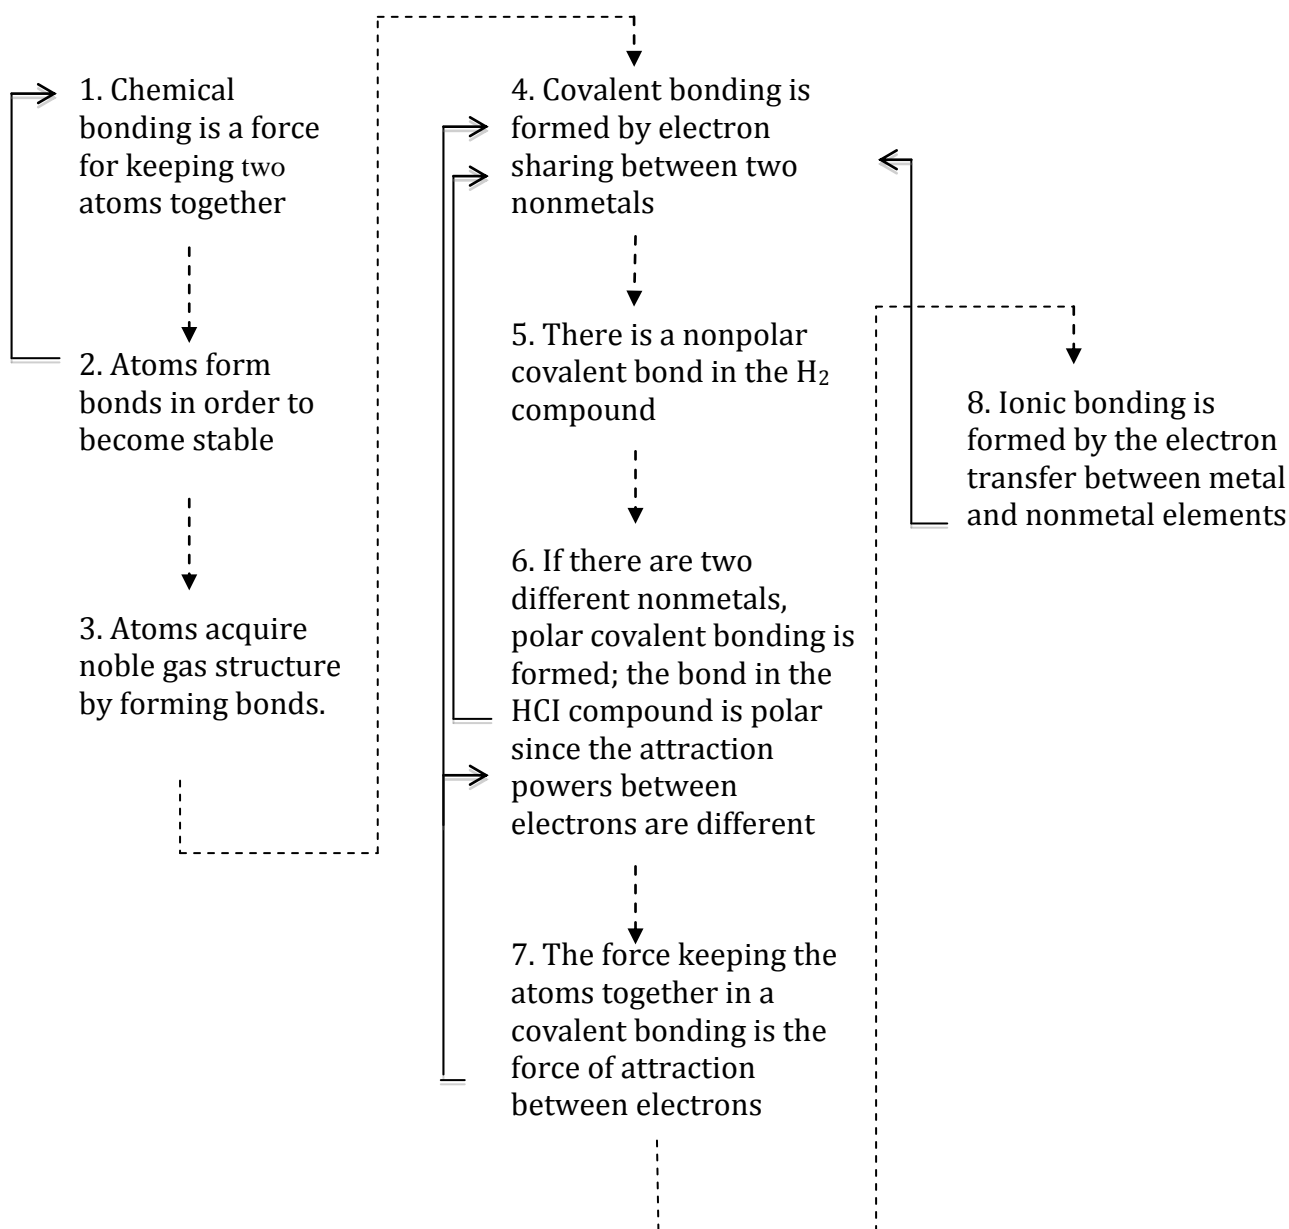 1. Chemical
bonding is a force
for keeping two
atoms together
2. Atoms form
bonds in order to
become stable
3. Atoms acquire
noble gas structure
by forming bonds.
4. Covalent bonding is
formed by electron
sharing between two
nonmetals
5. There is a nonpolar
covalent bond in the H₂
compound
6. If there are two
different nonmetals,
polar covalent bonding is
formed; the bond in the
HCI compound is polar
since the attraction
powers between
electrons are different
7. The force keeping the
atoms together in a
covalent bonding is the
force of attraction
between electrons
8. Ionic bonding is
formed by the electron
transfer between metal
and nonmetal elements